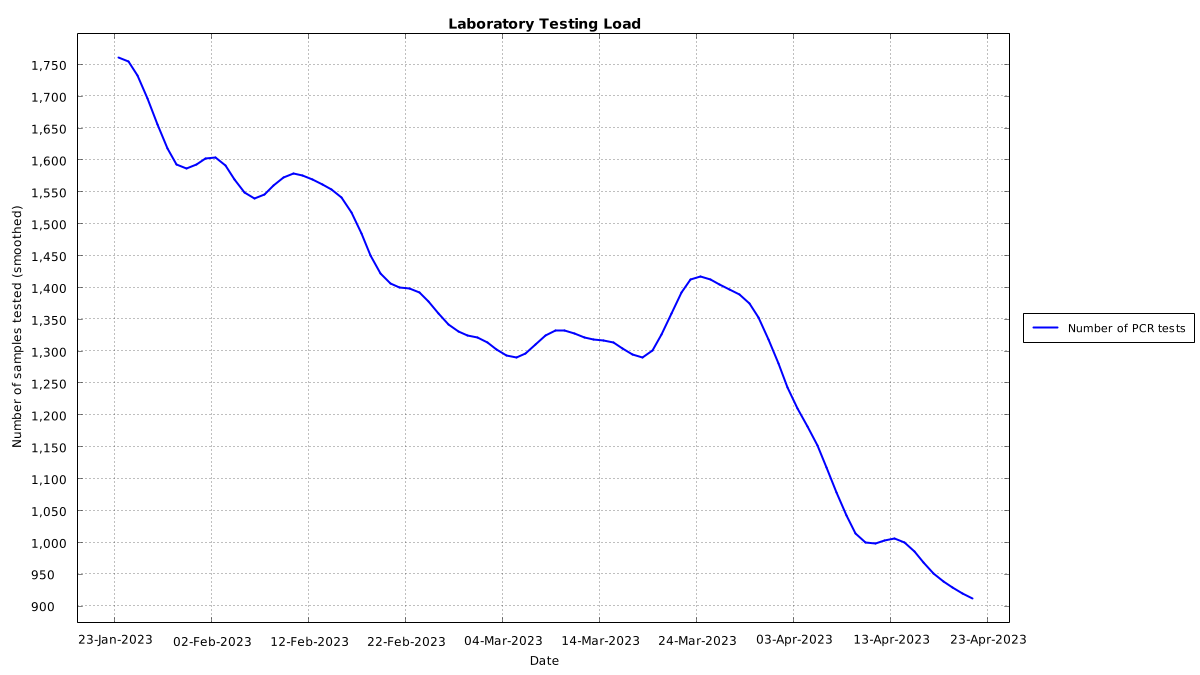 Laboratory Testing Load
Number of samples tested (smoothed)
1,750
1,700
1,650
1,600
1,550
1,500
1,450
1,400
1,350
1,300
1,250
1,200
1,150
1,100
1,050
1,000
950
900
23-Jan-2023
02-Feb-2023
12-Feb-2023
22-Feb-2023
04-Mar-2023
14-Mar-2023
24-Mar-2023
03-Apr-2023
13-Apr-2023
23-Apr-2023
Date
Number of PCR tests